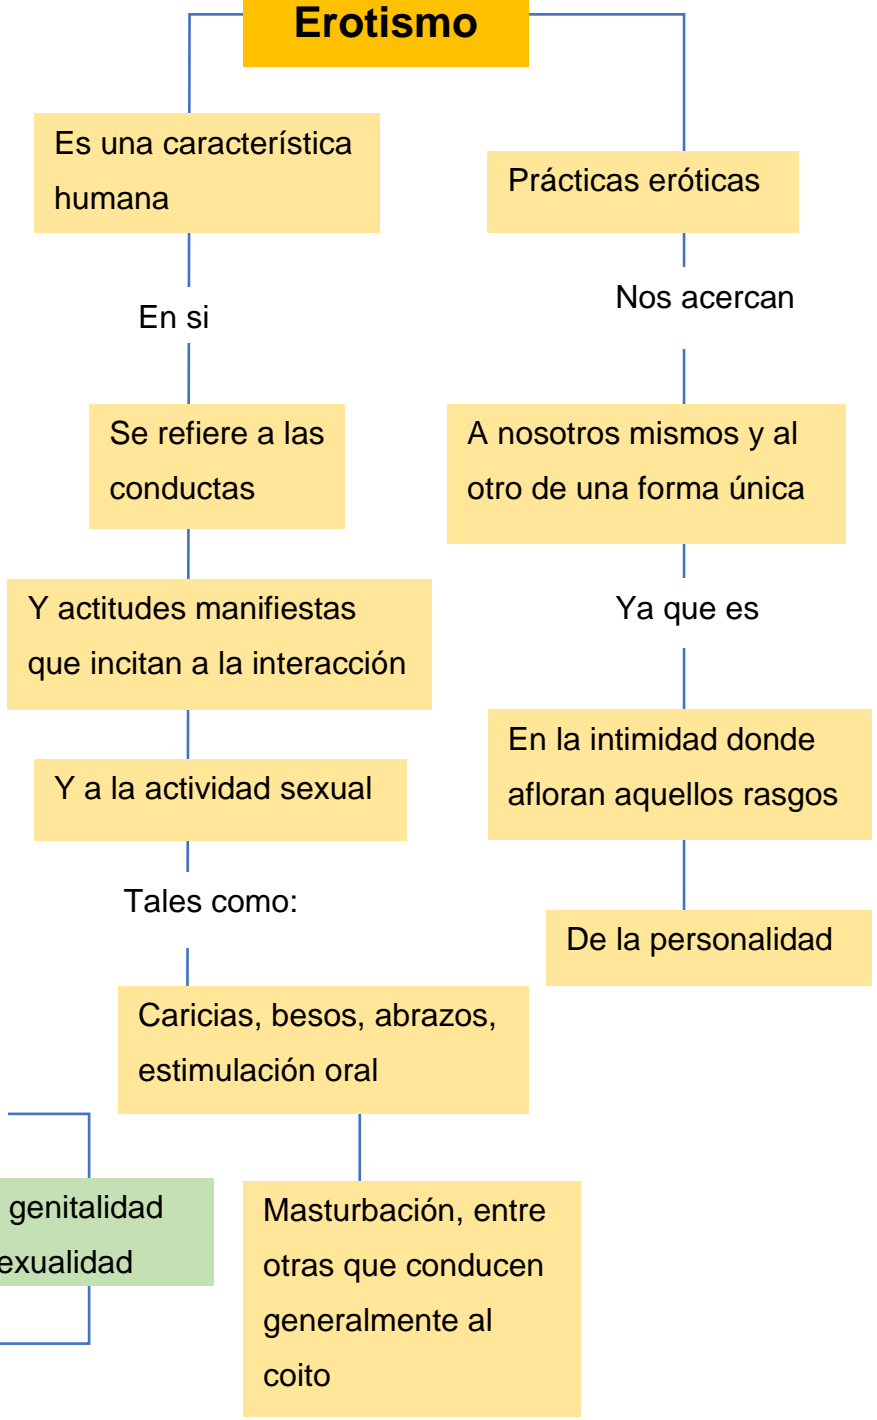 Erotismo
Es una característica
humana
En si
Se refiere a las
conductas
Y actitudes manifiestas
que incitan a la interacción
Y a la actividad sexual
Tales como:
Caricias, besos, abrazos,
estimulación oral
Masturbación, entre
otras que conducen
generalmente al
coito
Prácticas eróticas
Nos acercan
A nosotros mismos y al
otro de una forma única
Ya que es
En la intimidad donde
afloran aquellos rasgos
De la personalidad
genitalidad
exualidad